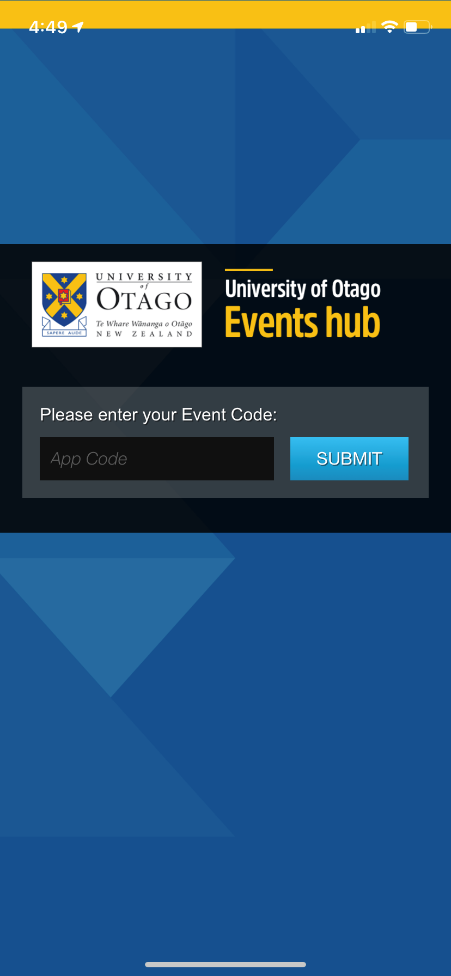 4:49
UNIVERSITY
of
OTAGO
Te Whare Wānanga o Otāgo
NEW ZEALAND
SAPERE AUDE
University of Otago
Events hub
Please enter your Event Code:
App Code
SUBMIT